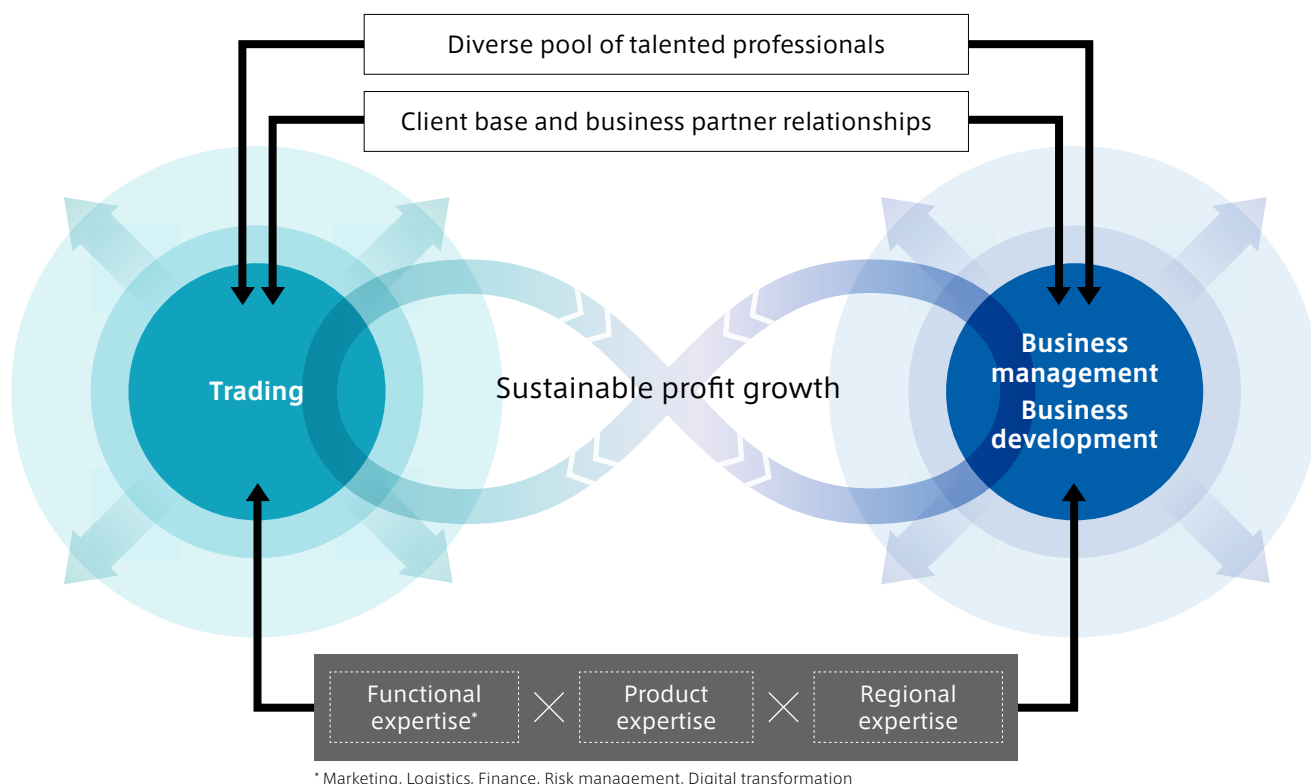 Diverse pool of talented professionals
Client base and business partner relationships
Trading
Sustainable profit growth
Business
management
Business
development
Functional
expertise*
Product
expertise
Regional
expertise
* Marketing, Logistics, Finance, Risk management, Digital transformation